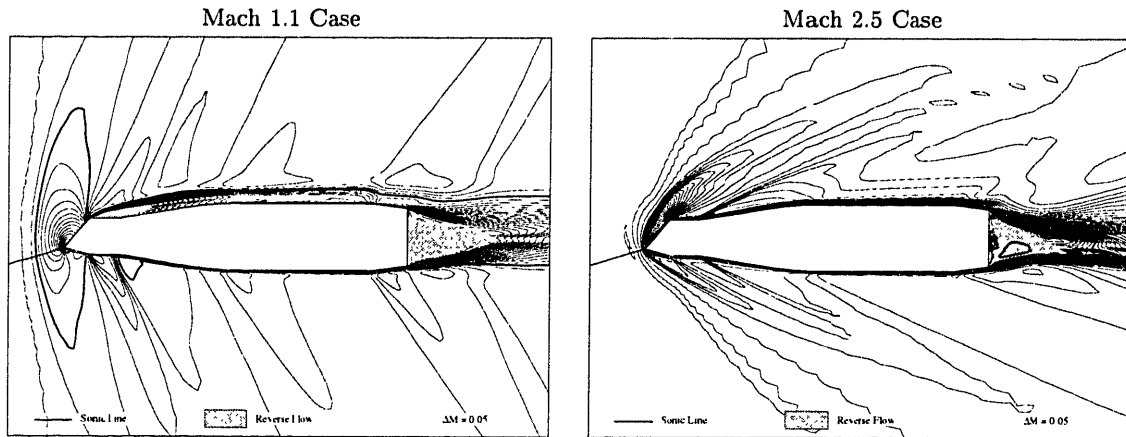 Mach 1.1 Case
Mach 2.5 Case
Sonic Line
Reverse Flow
ΔM = 0.05
Sonic Line
Reverse Flow
ΔM = 0.05